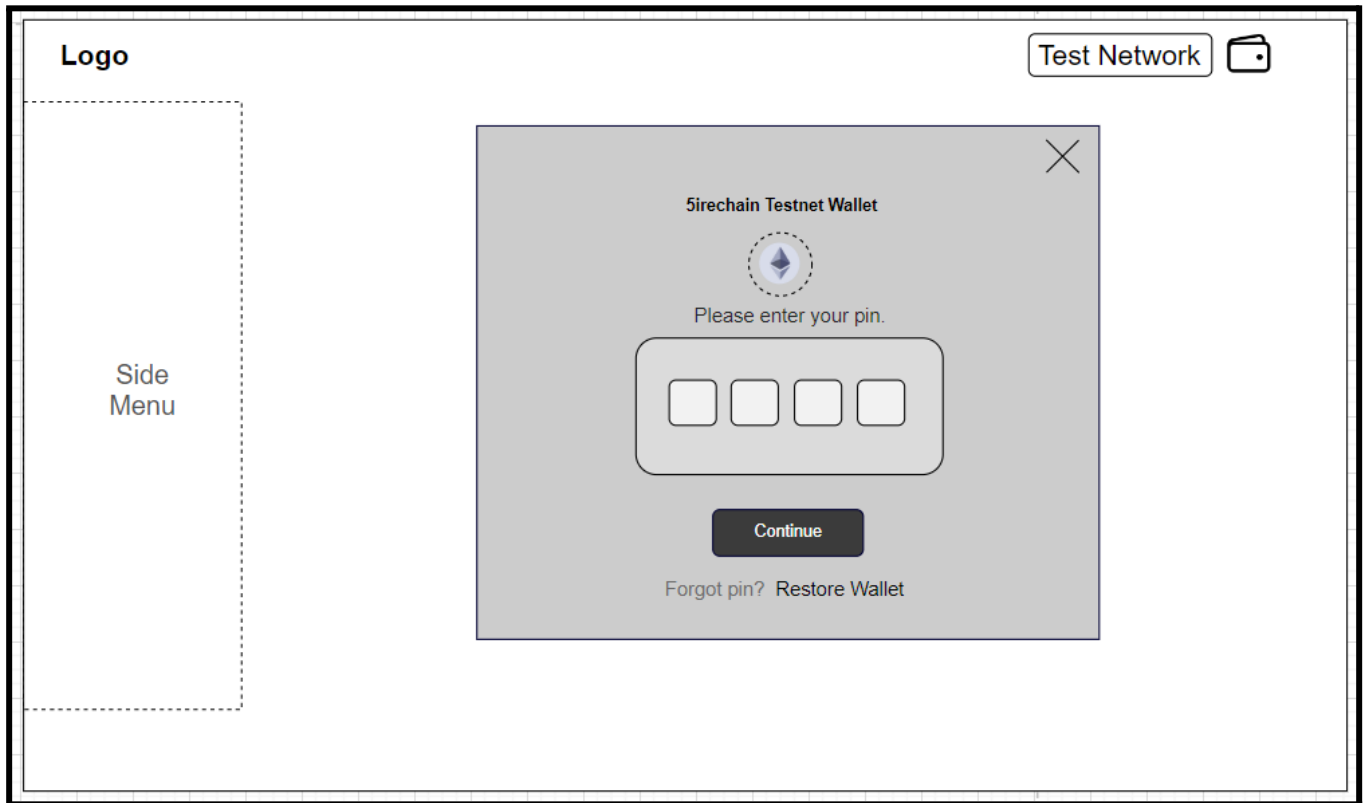 Logo
Test Network
5irechain Testnet Wallet
Please enter your pin.
Side
Menu
Continue
Forgot pin? Restore Wallet